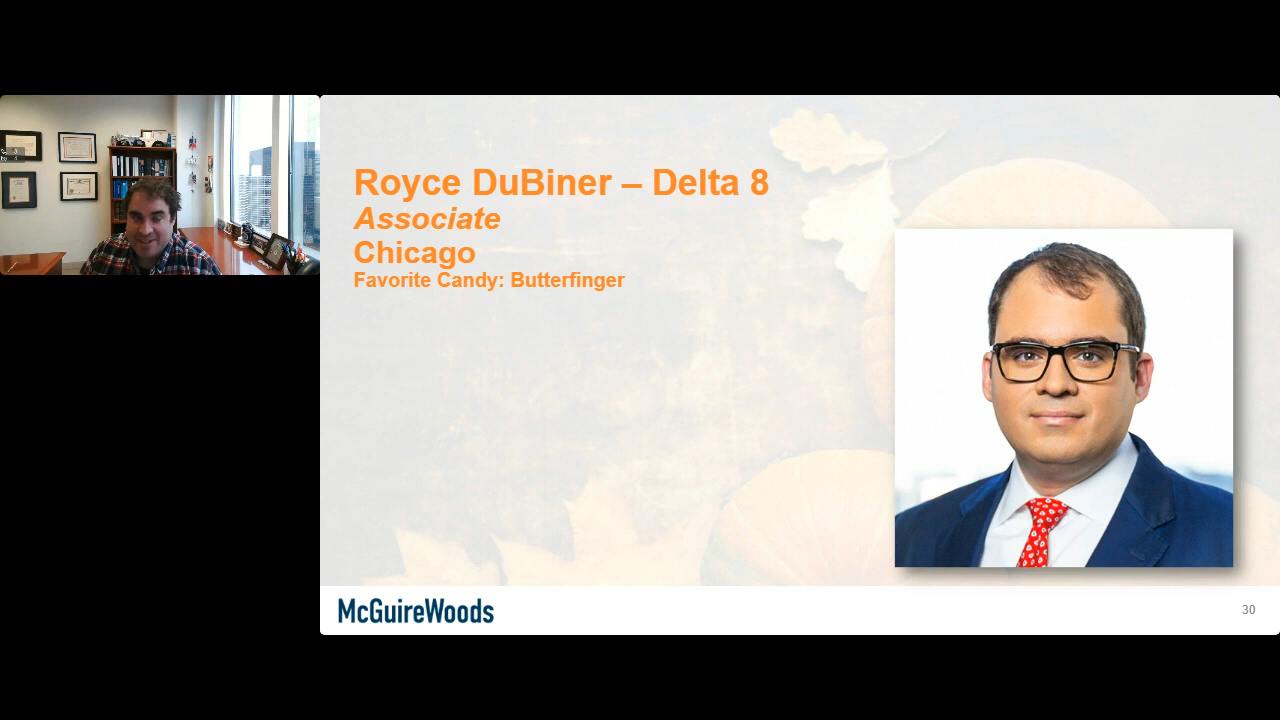 Royce DuBiner – Delta 8
Associate
Chicago
Favorite Candy: Butterfinger
McGuireWoods
30